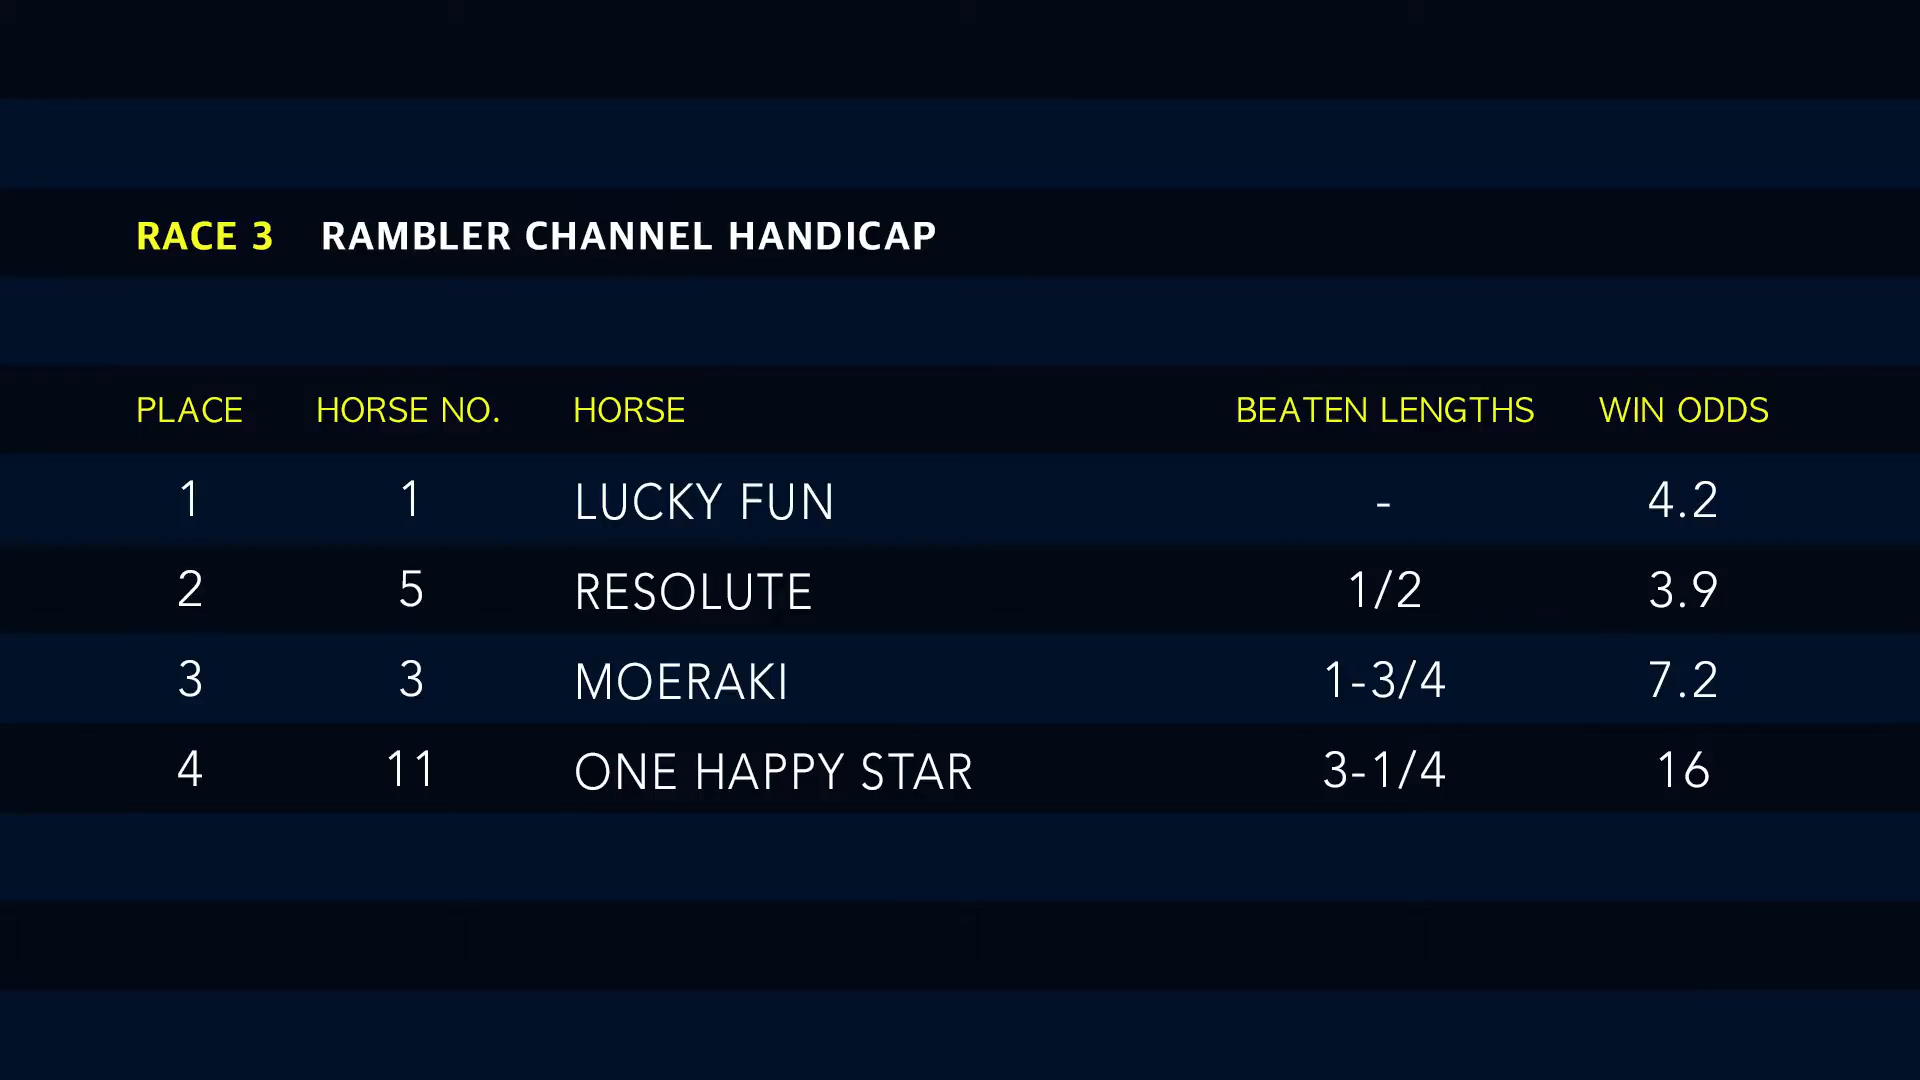 RACE 3 RAMBLER CHANNEL HANDICAP
PLACE HORSE NO. HORSE BEATEN LENGTHS WIN ODDS
1 1 LUCKY FUN - 4.2
2 5 RESOLUTE 1/2 3.9
3 3 MOERAKI 1-3/4 7.2
4 11 ONE HAPPY STAR 3-1/4 16